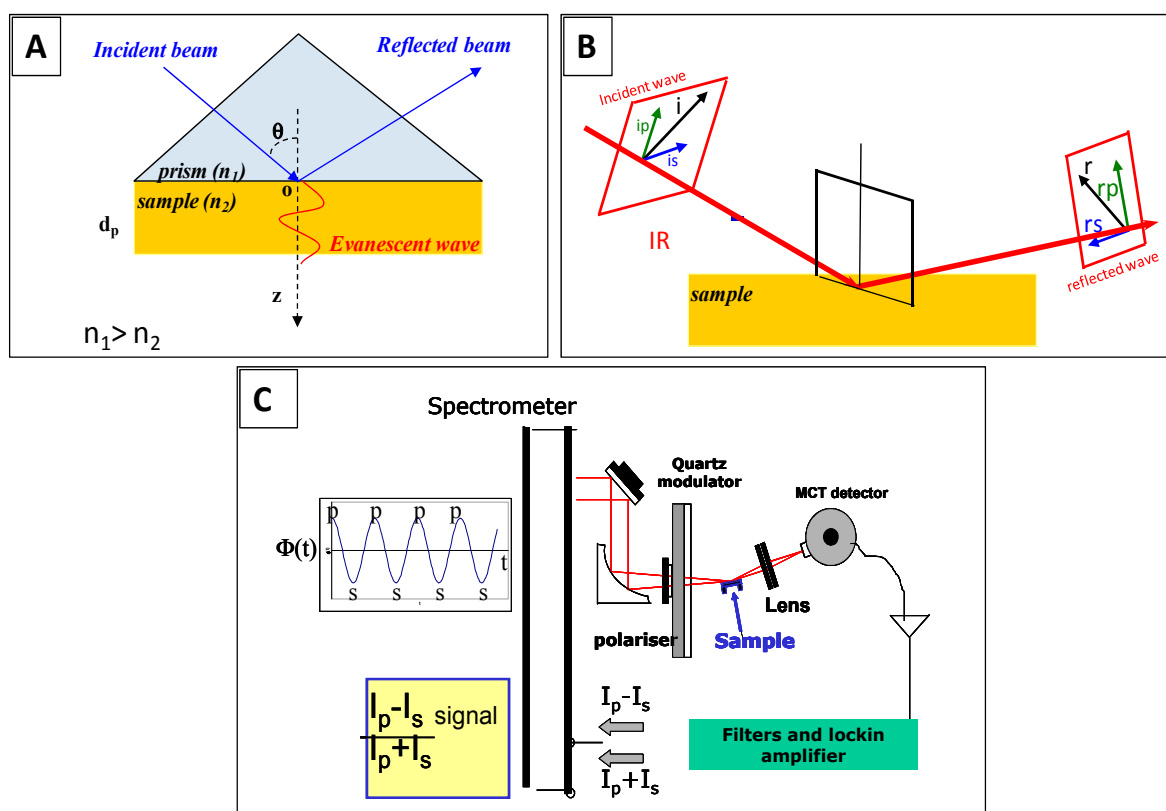 A
Incident beam
Reflected beam
θ
prism (n₁)
o
sample (n₂)
dₚ
Evanescent wave
z
n₁> n₂
B
Incident wave
i
ip
is
IR
sample
r
rp
rs
reflected wave
C
Spectrometer
Quartz
modulator
MCT detector
p p p p
Φ(t)
t
s s s s
Lens
polariser
Sample
Iₚ-Iₛ
Iₚ+Iₛ
signal
Iₚ-Iₛ
Iₚ+Iₛ
Filters and lockin
amplifier